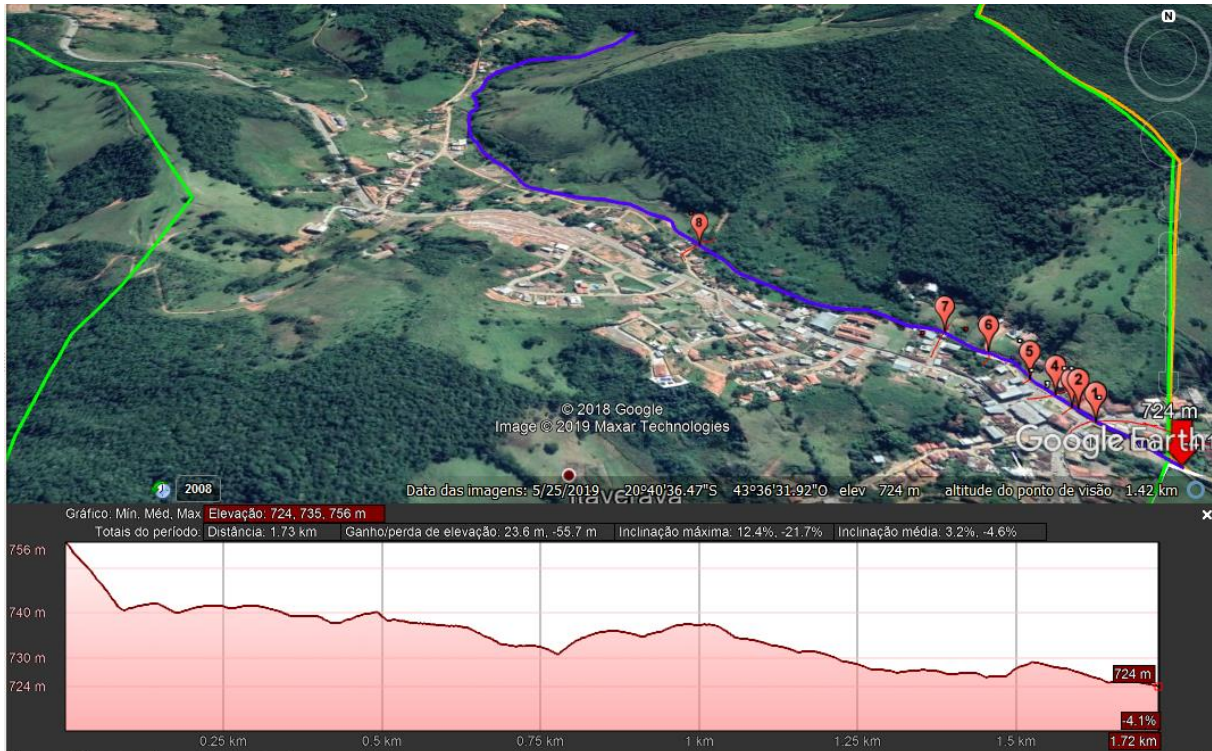 N
8
7
6
5
4
2
1
724 m
© 2018 Google
Image © 2019 Maxar Technologies
Google Earth
Itaverava
2008
Data das imagens: 5/25/2019 20°40'36.47"S 43°36'31.92"O elev 724 m altitude do ponto de visão 1.42 km
Gráfico: Mín, Méd, Max Elevação: 724, 735, 756 m
Totais do período: Distância: 1.73 km Ganho/perda de elevação: 23.6 m, -55.7 m Inclinação máxima: 12.4%, -21.7% Inclinação média: 3.2%, -4.6%
756 m
740 m
730 m
724 m
724 m
-4.1%
0.25 km 0.5 km 0.75 km 1 km 1.25 km 1.5 km 1.72 km